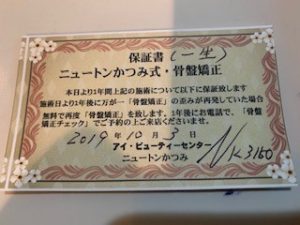 保証書(一生)
ニュートンかつみ式・骨盤矯正
本日より1年間上記の施術について以下に保証致します
施術日より1年後に万が一「骨盤矯正」の歪みが再発していた場合
無料で再度「骨盤矯正」を致します。1年後にお電話で、「骨盤
矯正チェック」でご予約の上ご来店くださいませ。
2019年10月3日
アイ・ビューティーセンター
ニュートンかつみ
K3150